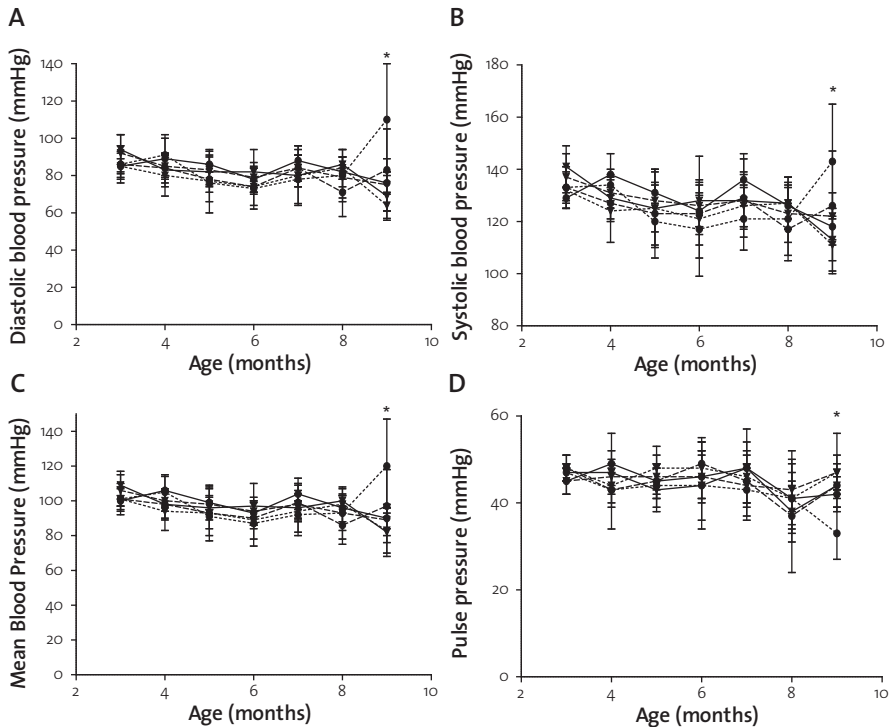 A
Diastolic blood pressure (mmHg)
140
120
100
80
60
40
20
0
*
2 4 6 8 10
Age (months)
B
Systolic blood pressure (mmHg)
180
160
140
120
100
80
*
2 4 6 8 10
Age (months)
C
Mean Blood Pressure (mmHg)
140
120
100
80
60
40
20
0
*
2 4 6 8 10
Age (months)
D
Pulse pressure (mmHg)
60
40
20
0
*
2 4 6 8 10
Age (months)